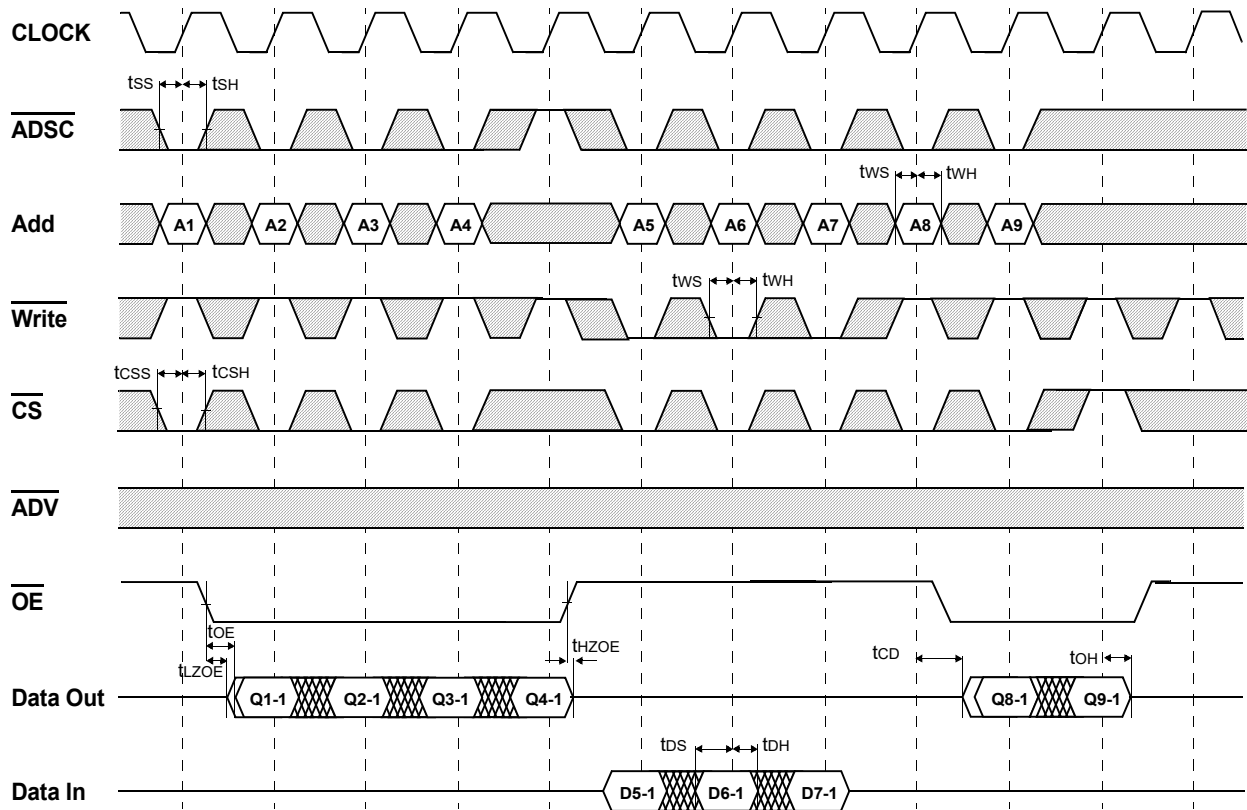 CLOCK
tSS tSH
ADSC
tWS tWH
Add A1 A2 A3 A4 A5 A6 A7 A8 A9
tWS tWH
Write
tCSS tCSH
CS
ADV
OE
tOE
tLZOE tHZOE tCD tOH
Data Out Q1-1 Q2-1 Q3-1 Q4-1 Q8-1 Q9-1
tDS tDH
Data In D5-1 D6-1 D7-1